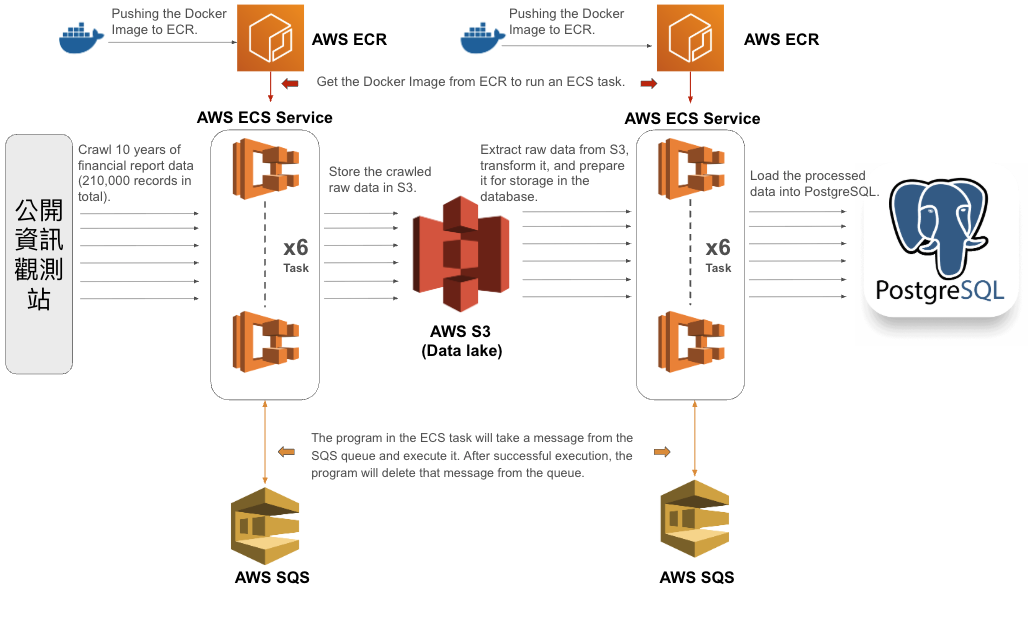 Pushing the Docker
Image to ECR.
AWS ECR
Pushing the Docker
Image to ECR.
AWS ECR
Get the Docker Image from ECR to run an ECS task.
AWS ECS Service
AWS ECS Service
公開
資訊
觀測
站
Crawl 10 years of
financial report data
(210,000 records in
total).
x6
Task
Store the crawled
raw data in S3.
AWS S3
(Data lake)
Extract raw data from S3,
transform it, and prepare
it for storage in the
database.
x6
Task
Load the processed
data into PostgreSQL.
PostgreSQL
The program in the ECS task will take a message from the
SQS queue and execute it. After successful execution, the
program will delete that message from the queue.
AWS SQS
AWS SQS